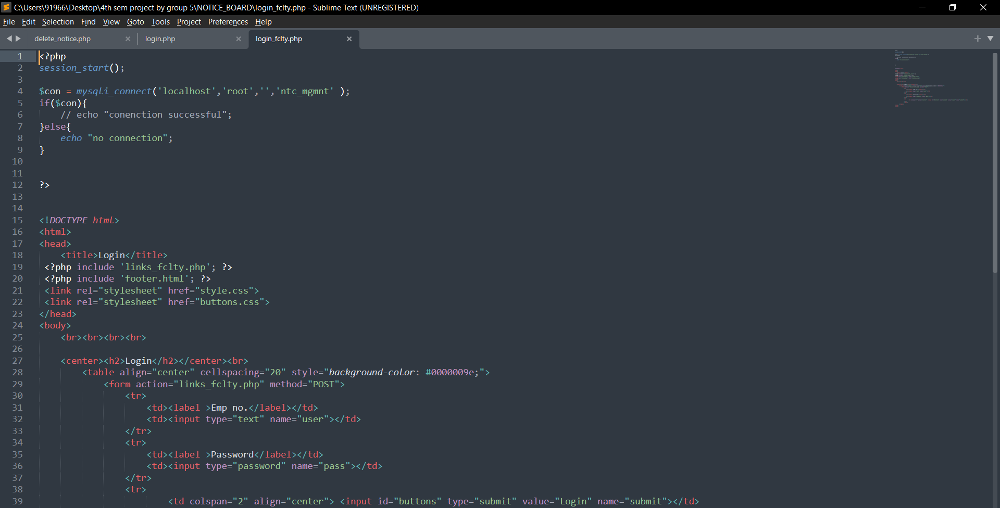 C:\Users\91966\Desktop\4th sem project by group 5\NOTICE_BOARD\login_fclty.php - Sublime Text (UNREGISTERED)
File Edit Selection Find View Goto Tools Project Preferences Help
delete_notice.php × login.php × login_fclty.php ×
1 <?php
2 session_start();
3
4 $con = mysqli_connect('localhost','root','','ntc_mgmnt' );
5 if($con){
6     // echo "conenction successful";
7 }else{
8     echo "no connection";
9 }
10
11
12 ?>
13
14
15 <!DOCTYPE html>
16 <html>
17 <head>
18     <title>Login</title>
19  <?php include 'links_fclty.php'; ?>
20  <?php include 'footer.html'; ?>
21  <link rel="stylesheet" href="style.css">
22  <link rel="stylesheet" href="buttons.css">
23 </head>
24 <body>
25     <br><br><br><br>
26
27     <center><h2>Login</h2></center><br>
28         <table align="center" cellspacing="20" style="background-color: #0000009e;">
29             <form action="links_fclty.php" method="POST">
30                 <tr>
31                     <td><label >Emp no.</label></td>
32                     <td><input type="text" name="user"></td>
33                 </tr>
34                 <tr>
35                     <td><label >Password</label></td>
36                     <td><input type="password" name="pass"></td>
37                 </tr>
38                 <tr>
39                         <td colspan="2" align="center"> <input id="buttons" type="submit" value="Login" name="submit"></td>